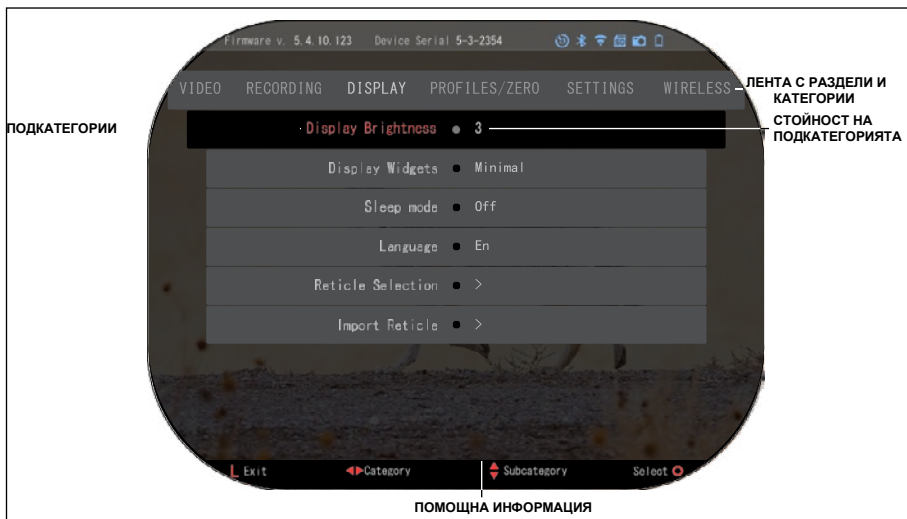 Firmware v. 5.4.10.123 Device Serial 5-3-2354
VIDEO RECORDING DISPLAY PROFILES/ZERO SETTINGS WIRELESS
ЛЕНТА С РАЗДЕЛИ И
КАТЕГОРИИ
ПОДКАТЕГОРИИ
Display Brightness ● 3
СТОЙНОСТ НА
ПОДКАТЕГОРИЯТА
Display Widgets ● Minimal
Sleep mode ● Off
Language ● En
Reticle Selection ● >
Import Reticle ● >
L Exit ◀▶Category ▲▼ Subcategory Select O
ПОМОЩНА ИНФОРМАЦИЯ